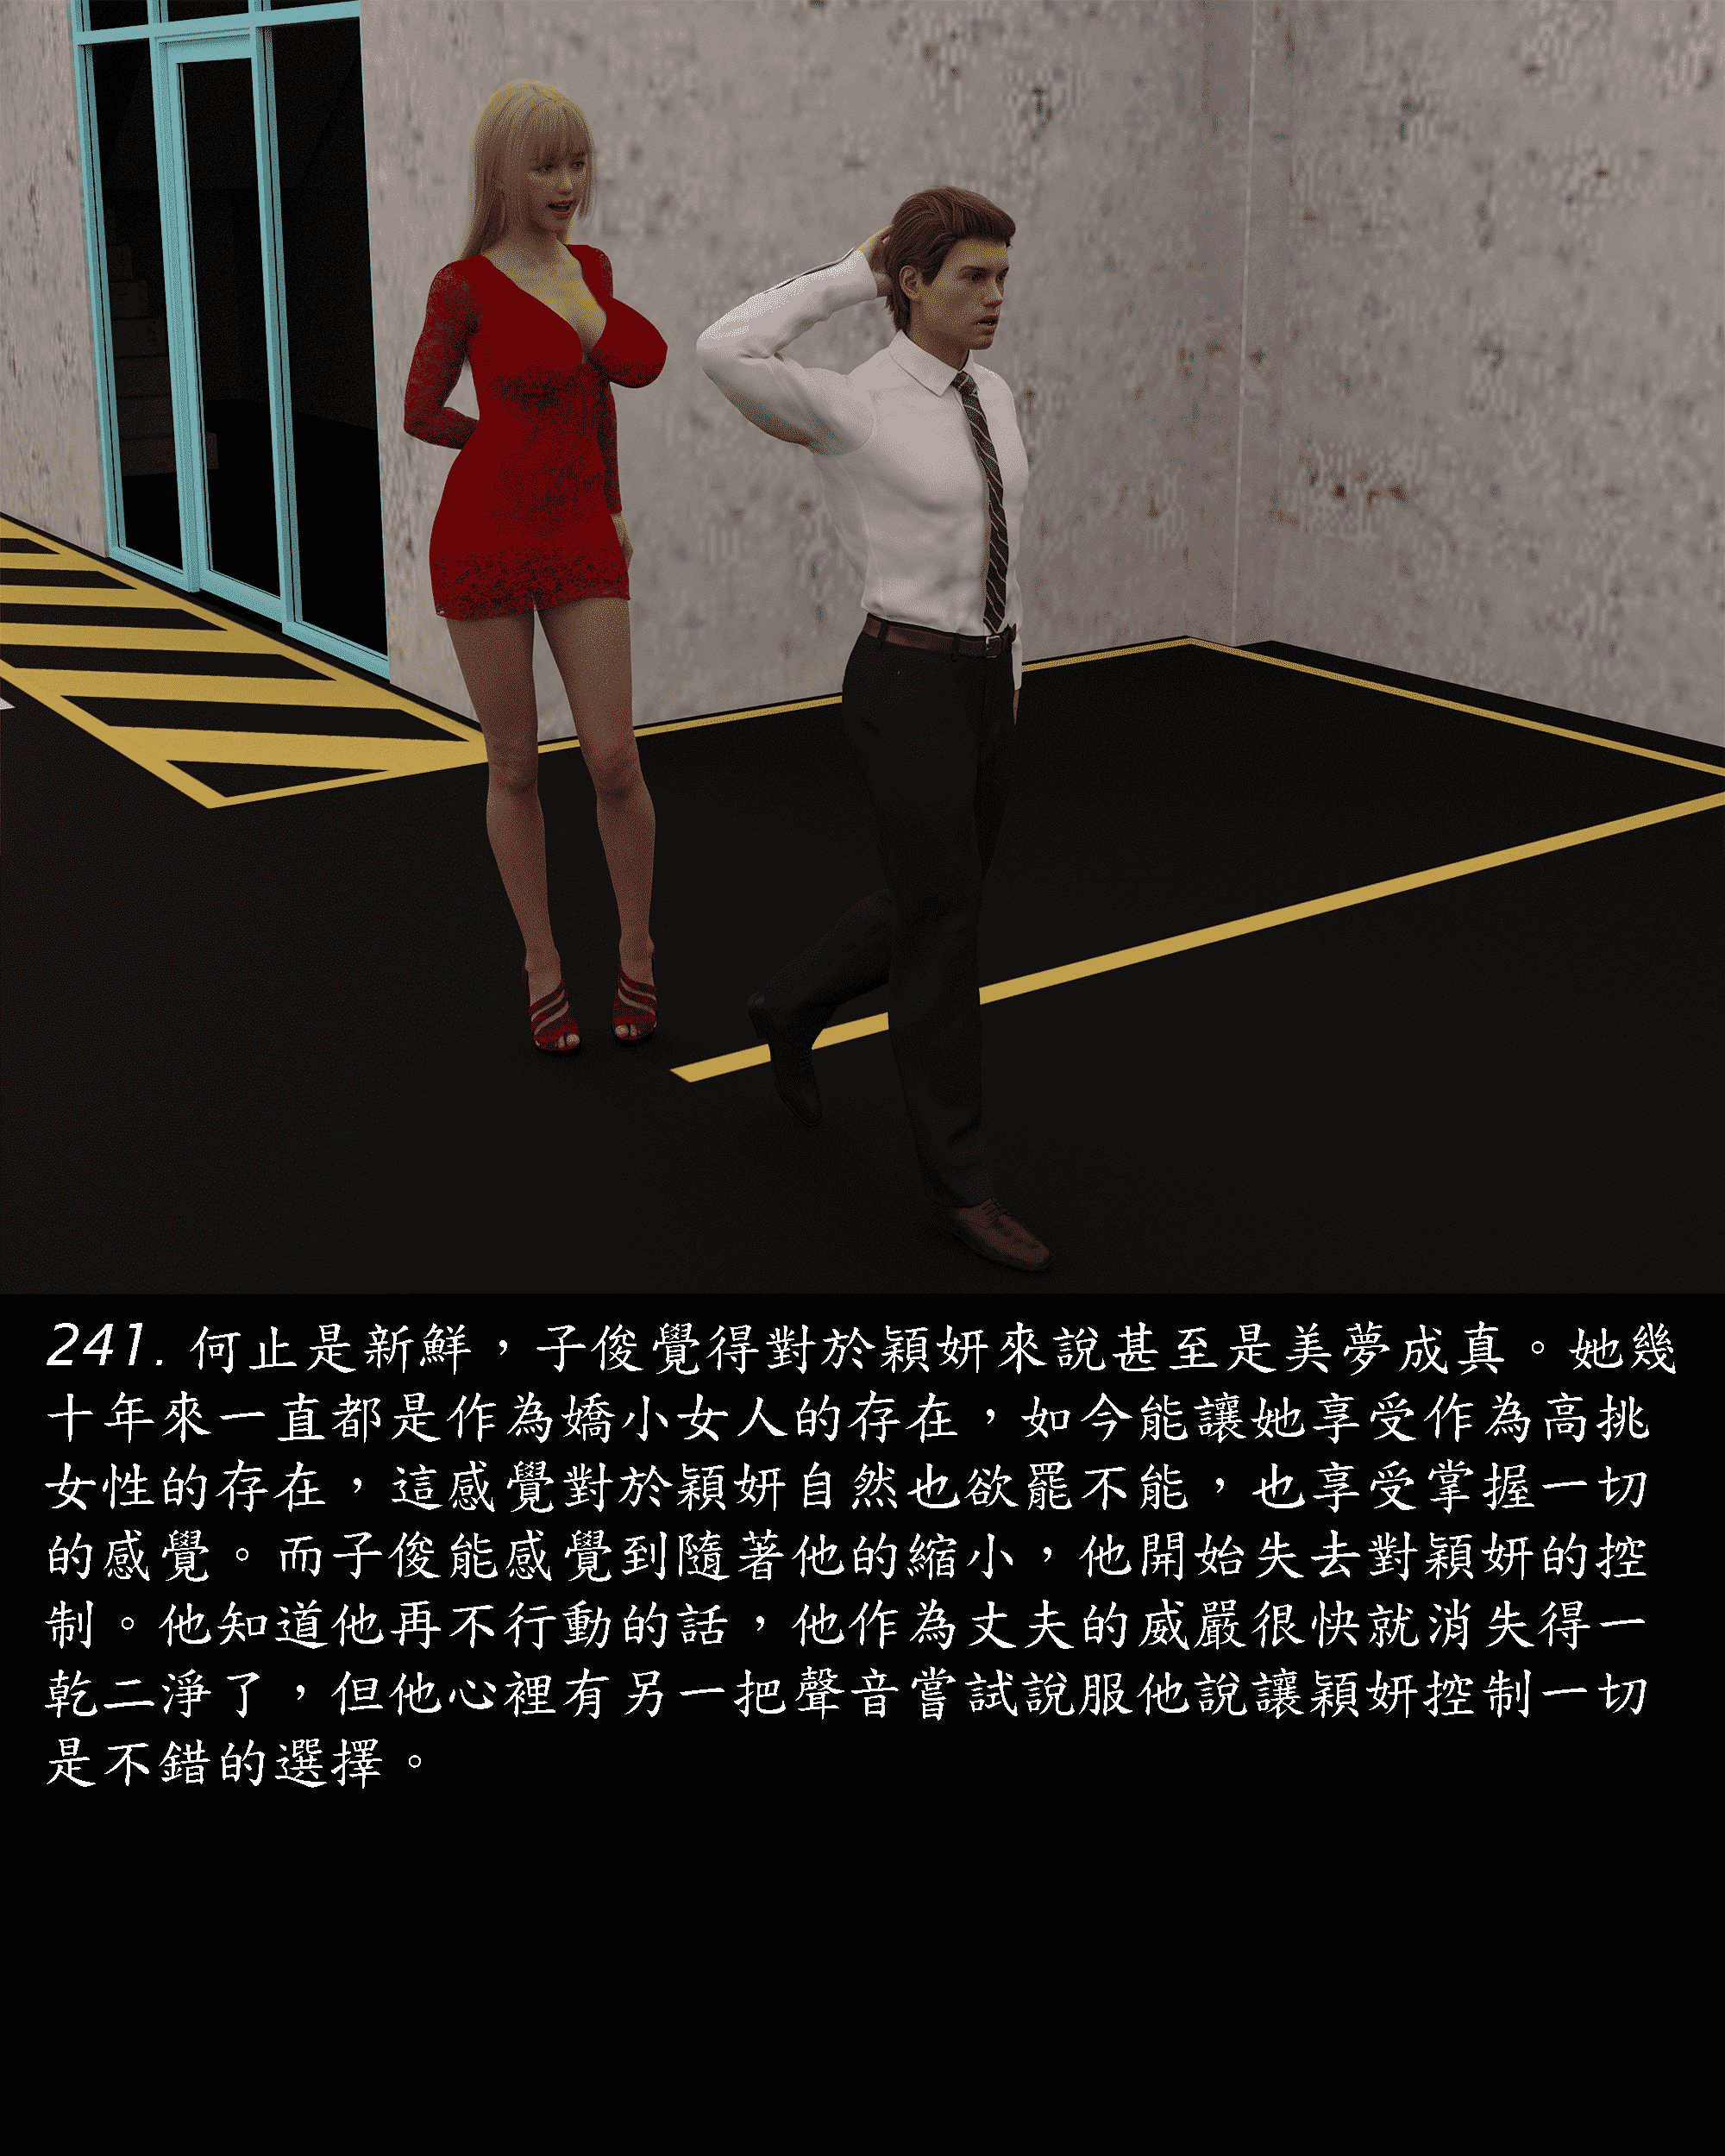 241. 何止是新鮮，子俊覺得對於穎妍來說甚至是美夢成真。她幾
十年來一直都是作為嬌小女人的存在，如今能讓她享受作為高挑
女性的存在，這感覺對於穎妍自然也欲罷不能，也享受掌握一切
的感覺。而子俊能感覺到隨著他的縮小，他開始失去對穎妍的控
制。他知道他再不行動的話，他作為丈夫的威嚴很快就消失得一
乾二淨了，但他心裡有另一把聲音嘗試說服他說讓穎妍控制一切
是不錯的選擇。